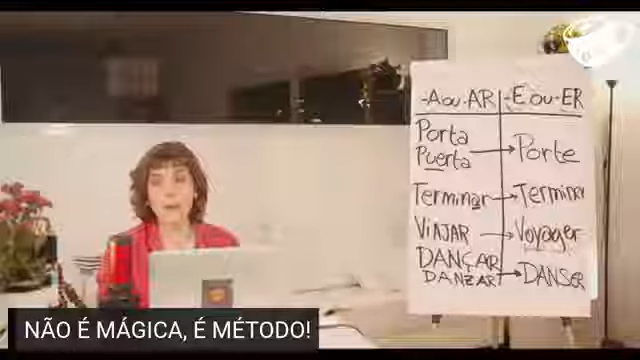 -A ou -AR -E ou -ER
Porta
Puerta Porte
Terminar Terminer
VIAJAR Voyager
DANÇAR
DANZAR DANSER
NÃO É MÁGICA, É MÉTODO!